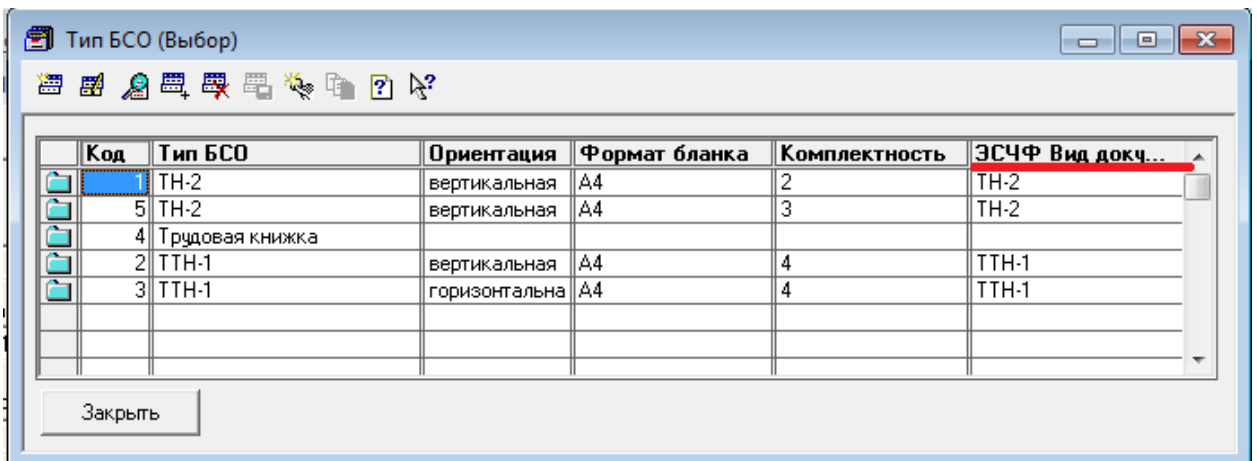 Тип БСО (Выбор)
Код Тип БСО Ориентация Формат бланка Комплектность ЭСЧФ Вид докч...
1 ТН-2 вертикальная А4 2 ТН-2
5 ТН-2 вертикальная А4 3 ТН-2
4 Трудовая книжка
2 ТТН-1 вертикальная А4 4 ТТН-1
3 ТТН-1 горизонтальна А4 4 ТТН-1
Закрыть